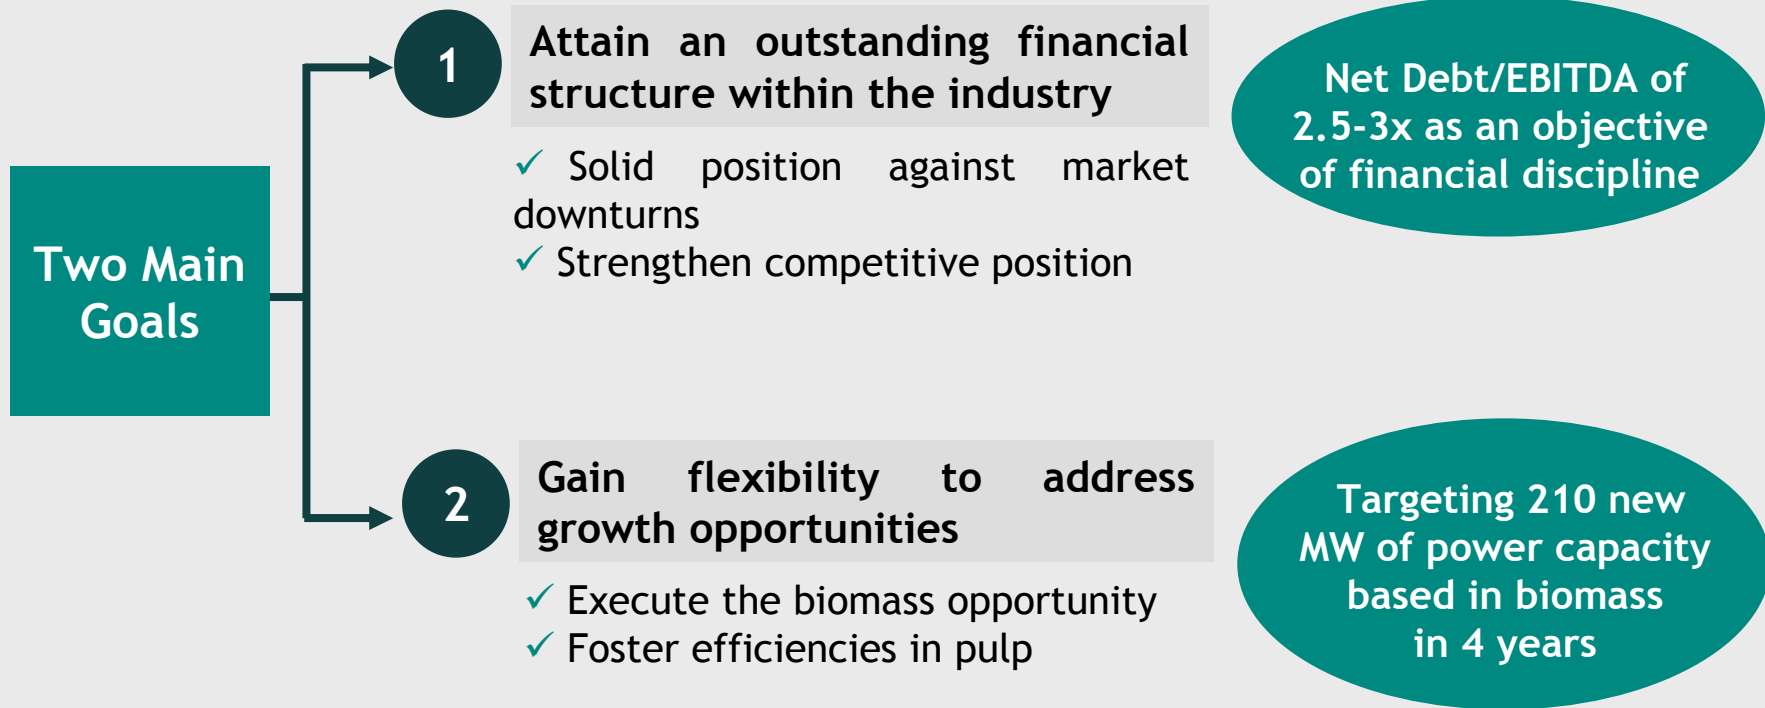 Two Main
Goals
1
Attain an outstanding financial
structure within the industry
✓ Solid position against market
downturns
✓ Strengthen competitive position
Net Debt/EBITDA of
2.5-3x as an objective
of financial discipline
2
Gain flexibility to address
growth opportunities
✓ Execute the biomass opportunity
✓ Foster efficiencies in pulp
Targeting 210 new
MW of power capacity
based in biomass
in 4 years